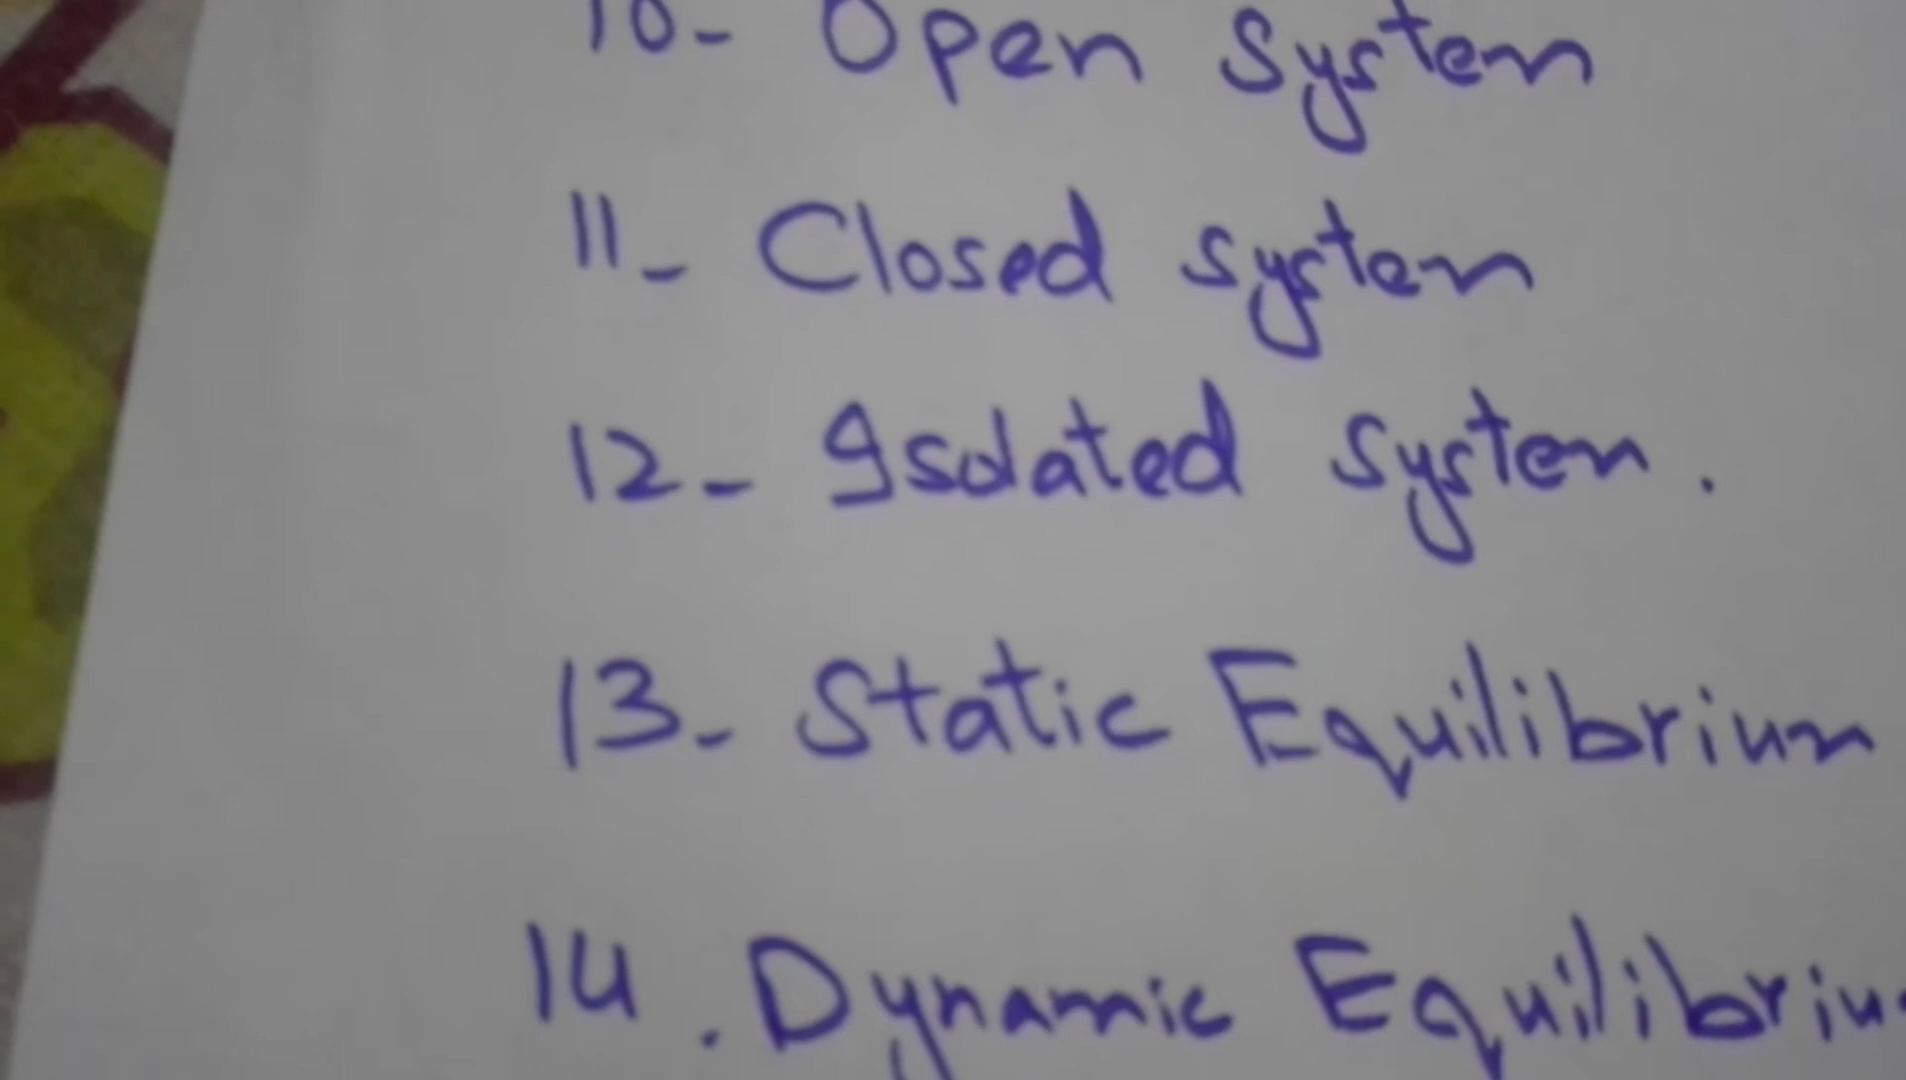 10- Open System
11- Closed system
12- Isolated system.
13- Static Equilibrium
14. Dynamic Equilibriu